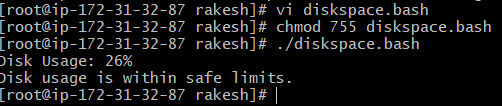 [root@ip-172-31-32-87 rakesh]# vi diskspace.bash
[root@ip-172-31-32-87 rakesh]# chmod 755 diskspace.bash
[root@ip-172-31-32-87 rakesh]# ./diskspace.bash
Disk Usage: 26%
Disk usage is within safe limits.
[root@ip-172-31-32-87 rakesh]#